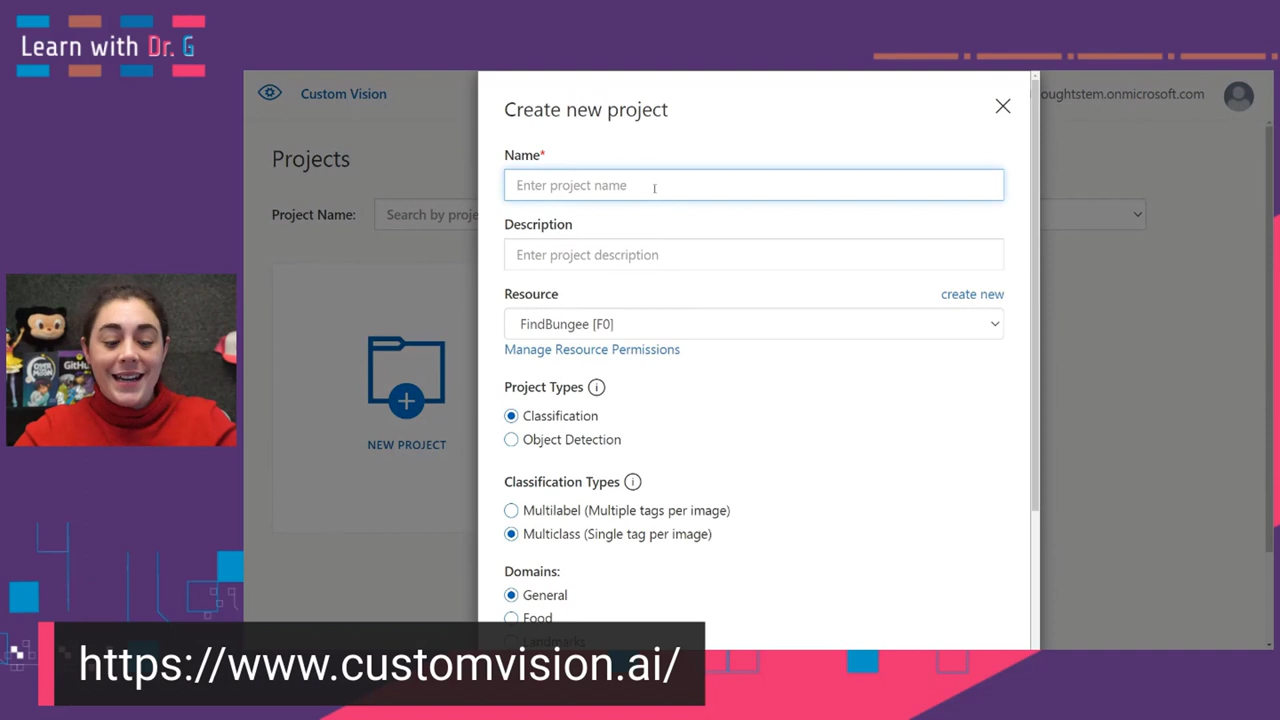 Learn with Dr. G
Custom Vision
oughtstem.onmicrosoft.com
Projects
Project Name:
Search by proje
NEW PROJECT
Create new project
Name*
Enter project name
Description
Enter project description
Resource
create new
FindBungee [F0]
Manage Resource Permissions
Project Types
Classification
Object Detection
Classification Types
Multilabel (Multiple tags per image)
Multiclass (Single tag per image)
Domains:
General
Food
Landmarks
https://www.customvision.ai/